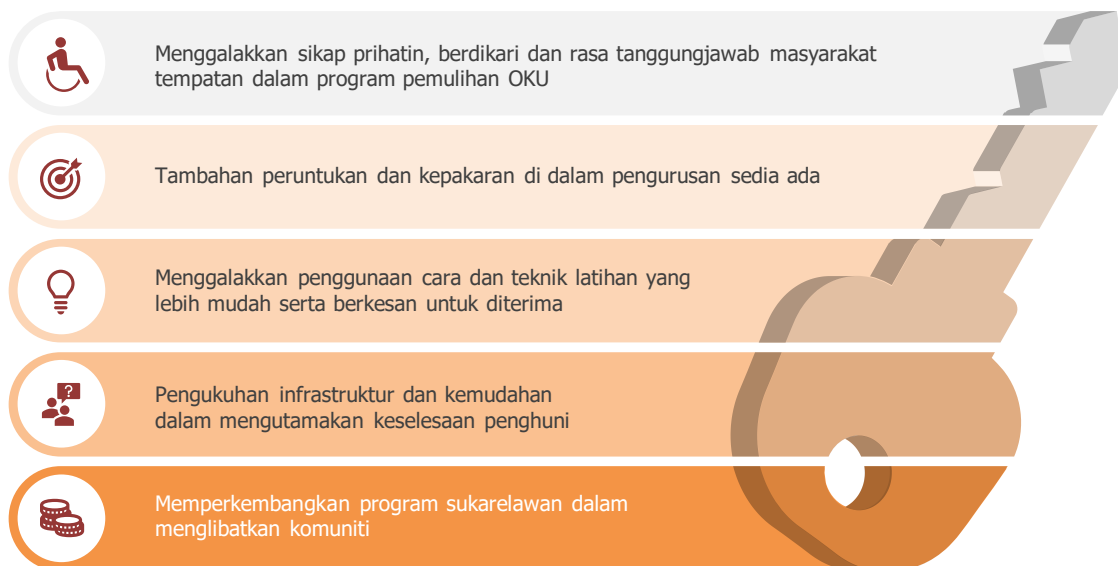 Menggalakkan sikap prihatin, berdikari dan rasa tanggungjawab masyarakat
tempatan dalam program pemulihan OKU
Tambahan peruntukan dan kepakaran di dalam pengurusan sedia ada
Menggalakkan penggunaan cara dan teknik latihan yang
lebih mudah serta berkesan untuk diterima
?
Pengukuhan infrastruktur dan kemudahan
dalam mengutamakan keselesaan penghuni
Memperkembangkan program sukarelawan dalam
menglibatkan komuniti